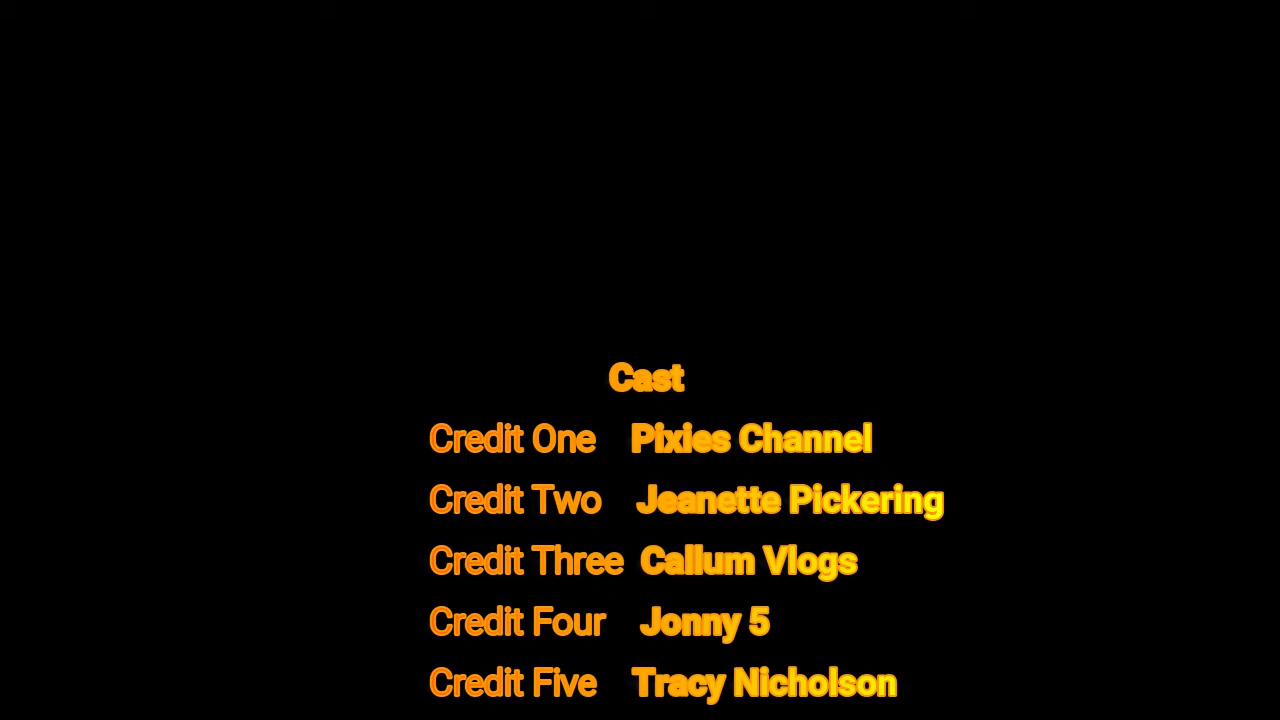 Cast
Credit One Pixies Channel
Credit Two Jeanette Pickering
Credit Three Callum Vlogs
Credit Four Jonny 5
Credit Five Tracy Nicholson